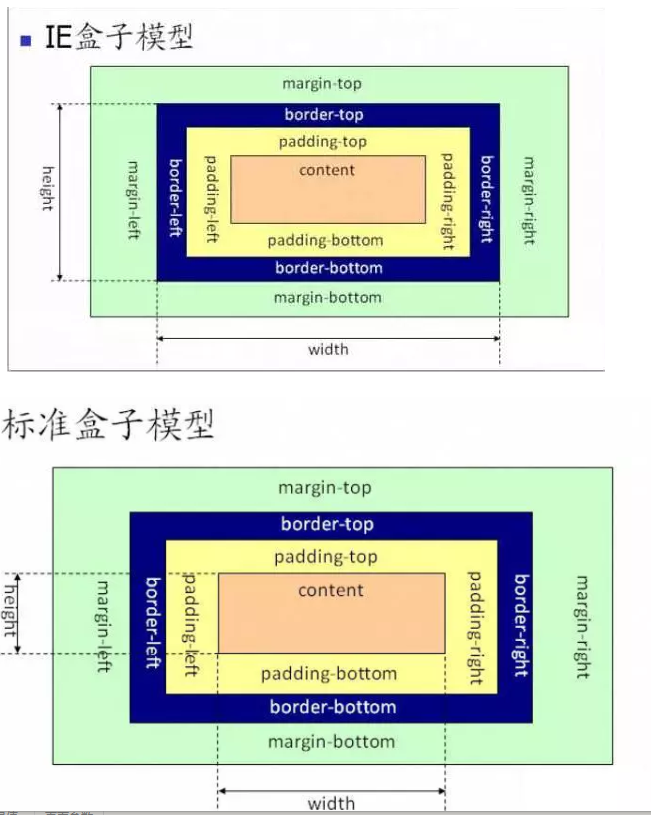 IE盒子模型
margin-top
border-top
padding-top
content
height
margin-left
border-left
padding-left
padding-right
border-right
margin-right
padding-bottom
border-bottom
margin-bottom
width
标准盒子模型
margin-top
border-top
padding-top
content
height
margin-left
border-left
padding-left
padding-right
border-right
margin-right
padding-bottom
border-bottom
margin-bottom
width